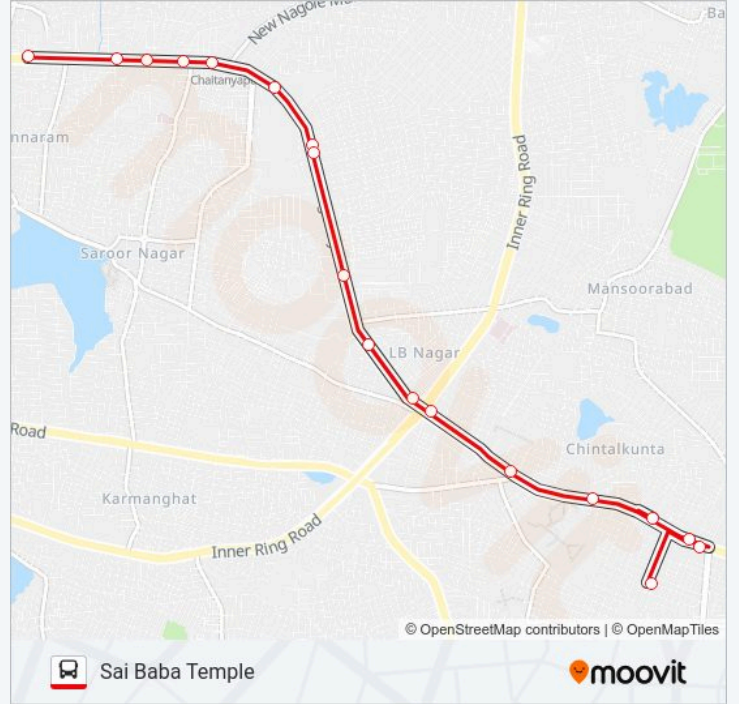 New Nagole
Ba
Chaitanyapu
nnaram
Inner Ring Road
Saroor Nagar
Mansoorabad
LB Nagar
Road
Chintalkunta
Karmanghat
Inner Ring Road
© OpenStreetMap contributors | © OpenMapTiles
Sai Baba Temple
moovit